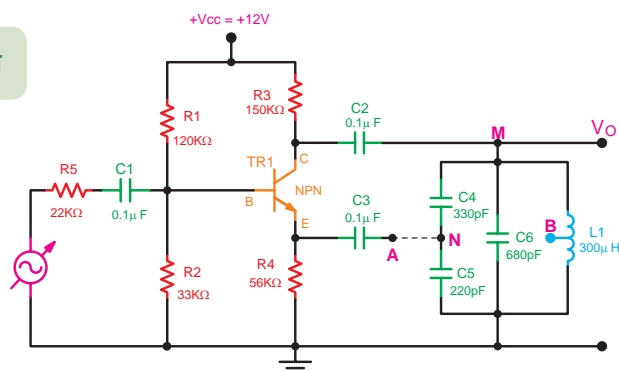 +Vcc = +12V
R3
150KΩ
C2
0.1µ F
M
VO
R1
120KΩ
TR1
C
NPN
B
E
R5
22KΩ
C1
0.1µ F
C3
0.1µ F
A
N
C4
330pF
C6
680pF
B
L1
300µ H
C5
220pF
R2
33KΩ
R4
56KΩ